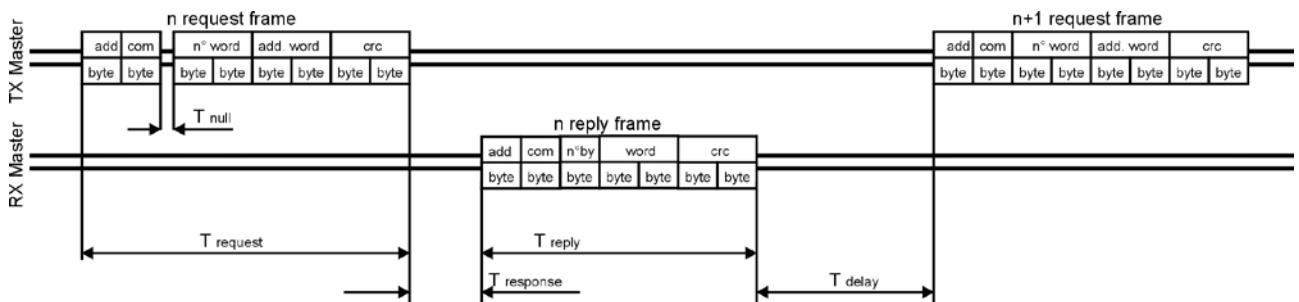 n request frame
n+1 request frame
TX Master
add com n° word add. word crc
add com n° word add. word crc
byte byte byte byte byte byte byte byte
byte byte byte byte byte byte byte byte
T null
n reply frame
RX Master
add com n°by word crc
byte byte byte byte byte byte byte
T request
T reply
T response
T delay